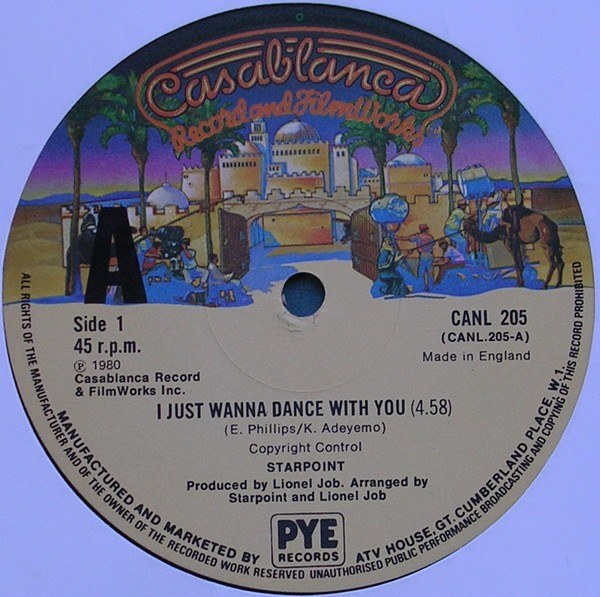 Casablanca
Record and FilmWorks
TM
A
Side 1
45 r.p.m.
℗ 1980
Casablanca Record
& FilmWorks Inc.
CANL 205
(CANL.205-A)
Made in England
I JUST WANNA DANCE WITH YOU (4.58)
(E. Phillips/K. Adeyemo)
Copyright Control
STARPOINT
Produced by Lionel Job. Arranged by
Starpoint and Lionel Job
PYE
RECORDS
MANUFACTURED AND MARKETED BY
ATV HOUSE, GT. CUMBERLAND PLACE, W.1.
ALL RIGHTS OF THE MANUFACTURER AND OF THE OWNER OF THE RECORDED WORK RESERVED UNAUTHORISED PUBLIC PERFORMANCE BROADCASTING AND COPYING OF THIS RECORD PROHIBITED